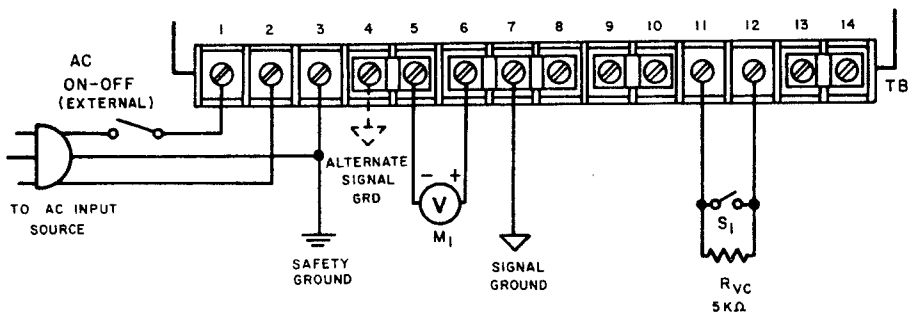 1 2 3 4 5 6 7 8 9 10 11 12 13 14
TB
AC
ON-OFF
(EXTERNAL)
TO AC INPUT
SOURCE
SAFETY
GROUND
ALTERNATE
SIGNAL
GRD
- +
V
M1
SIGNAL
GROUND
S1
RVC
5KΩ